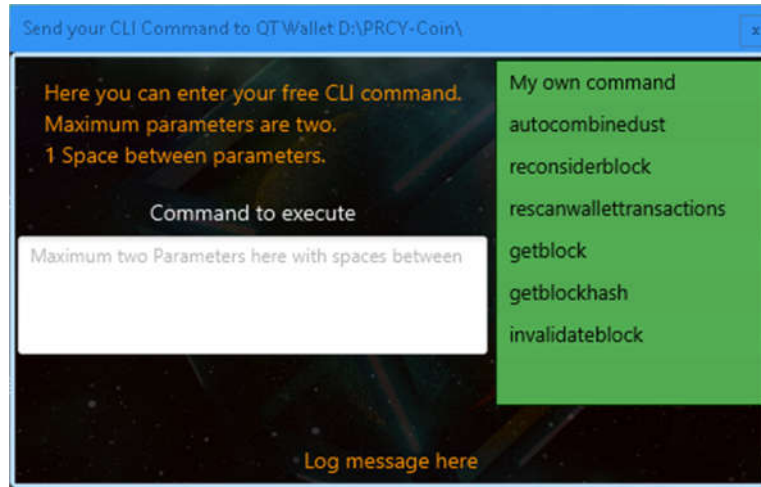 Send your CLI Command to QT Wallet D:\PRCY-Coin\
x
Here you can enter your free CLI command.
Maximum parameters are two.
1 Space between parameters.
Command to execute
Maximum two Parameters here with spaces between
My own command
autocombinedust
reconsiderblock
rescanwallettransactions
getblock
getblockhash
invalidateblock
Log message here